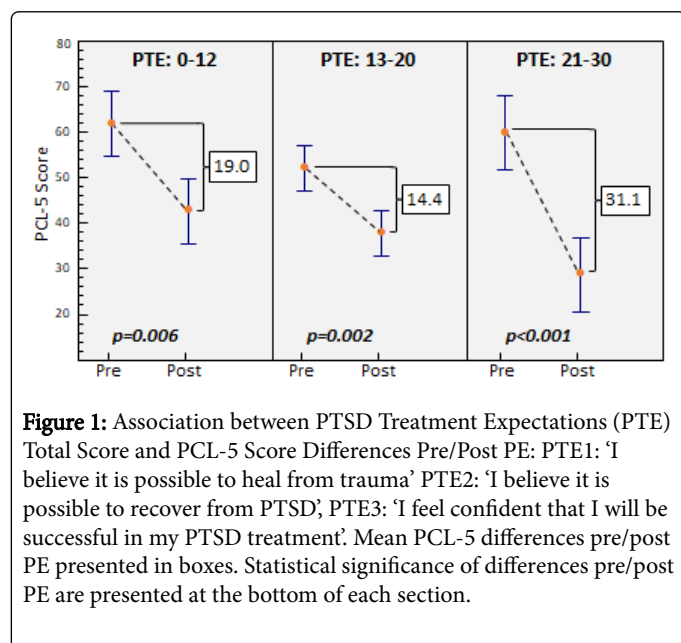 PTE: 0-12 PTE: 13-20 PTE: 21-30
80
70
60
50
40
30
20
PCL-5 Score
19.0
14.4
31.1
p=0.006 p=0.002 p<0.001
Pre Post Pre Post Pre Post
Figure 1: Association between PTSD Treatment Expectations (PTE)
Total Score and PCL-5 Score Differences Pre/Post PE: PTE1: ‘I
believe it is possible to heal from trauma’ PTE2: ‘I believe it is
possible to recover from PTSD’, PTE3: ‘I feel confident that I will be
successful in my PTSD treatment’. Mean PCL-5 differences pre/post
PE presented in boxes. Statistical significance of differences pre/post
PE are presented at the bottom of each section.